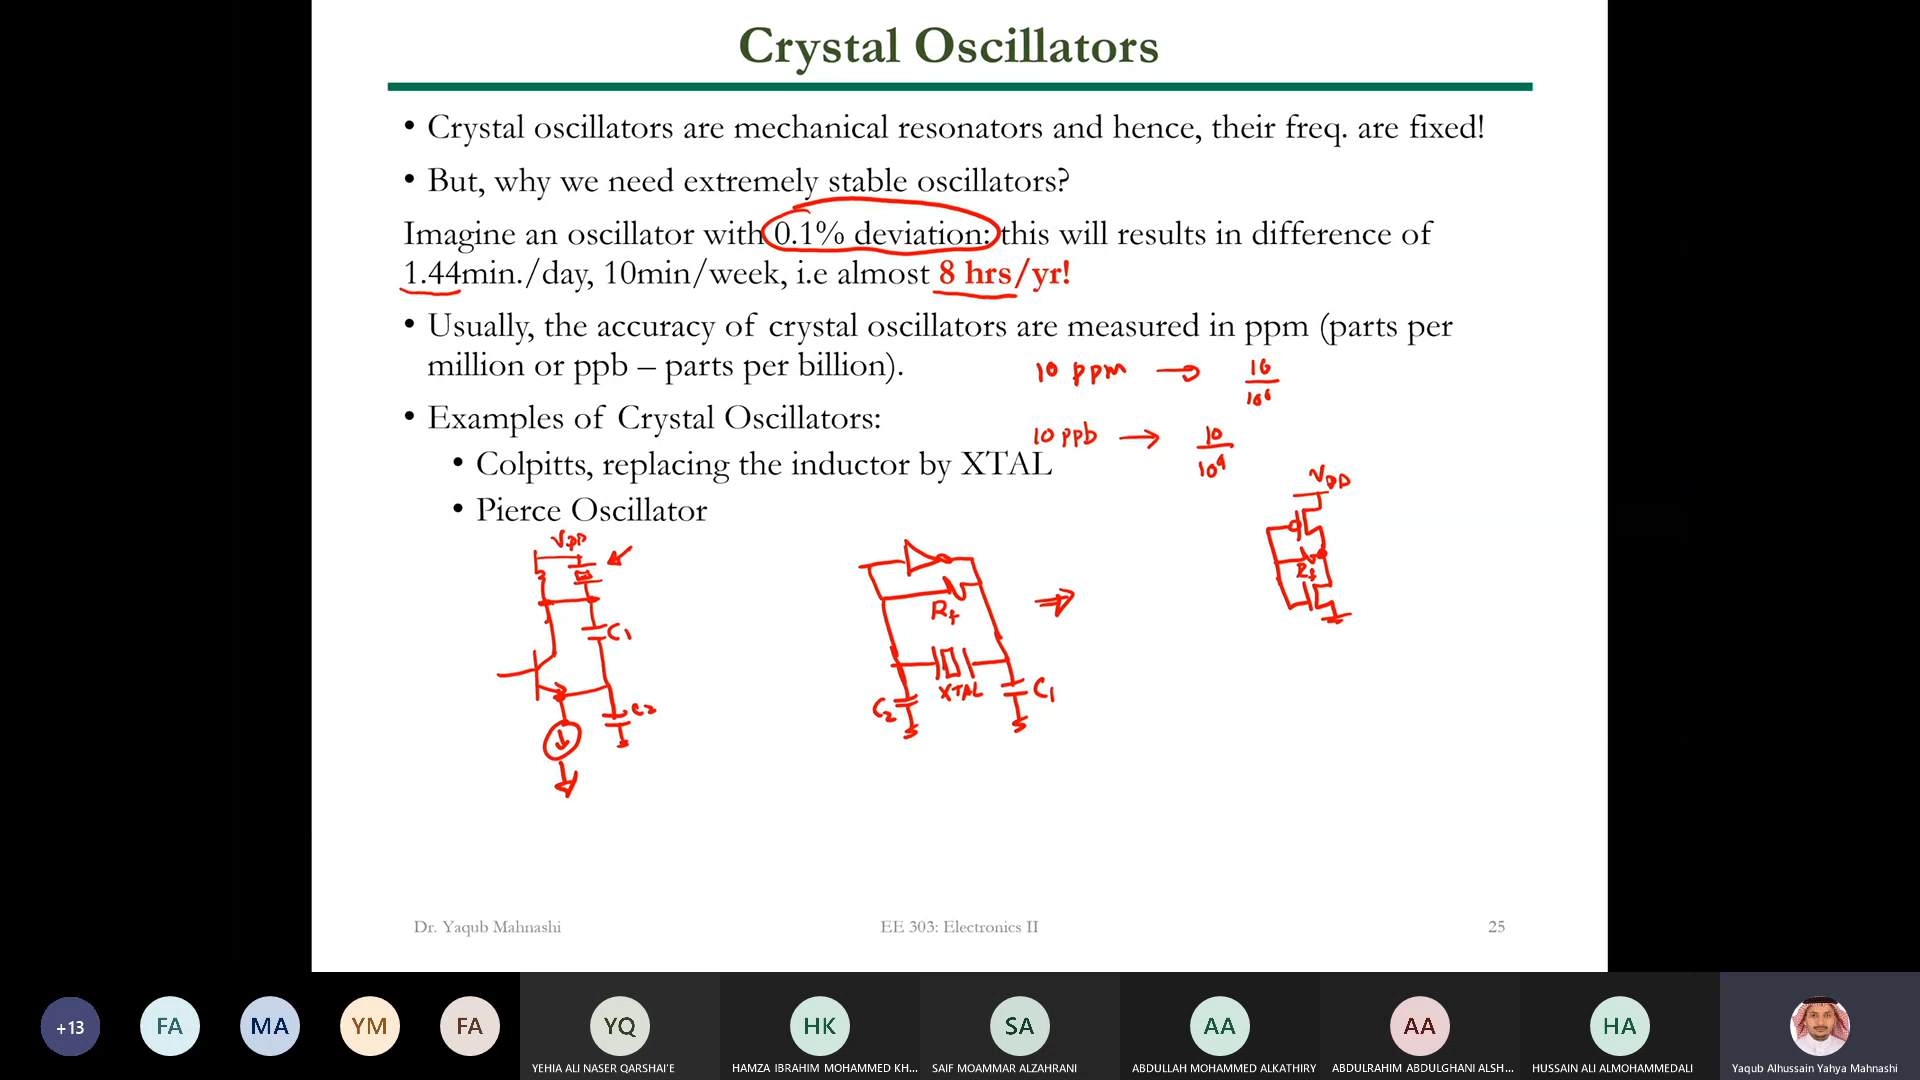 Crystal Oscillators
• Crystal oscillators are mechanical resonators and hence, their freq. are fixed!
• But, why we need extremely stable oscillators?
Imagine an oscillator with 0.1% deviation: this will results in difference of
1.44min./day, 10min/week, i.e almost 8 hrs/yr!
• Usually, the accuracy of crystal oscillators are measured in ppm (parts per
million or ppb – parts per billion).
10 ppm → 10/10⁶
• Examples of Crystal Oscillators:
10 ppb → 10/10⁹
• Colpitts, replacing the inductor by XTAL
• Pierce Oscillator
VDD
VDD
Rf
Rf
C1
XTAL
C1
C2
C2
Dr. Yaqub Mahnashi
EE 303: Electronics II
25
+13
FA
MA
YM
FA
YQ
HK
SA
AA
AA
HA
YEHIA ALI NASER QARSHAI'E
HAMZA IBRAHIM MOHAMMED KH...
SAIF MOAMMAR ALZAHRANI
ABDULLAH MOHAMMED ALKATHIRY
ABDULRAHIM ABDULGHANI ALSH...
HUSSAIN ALI ALMOHAMMEDALI
Yaqub Alhussain Yahya Mahnashi